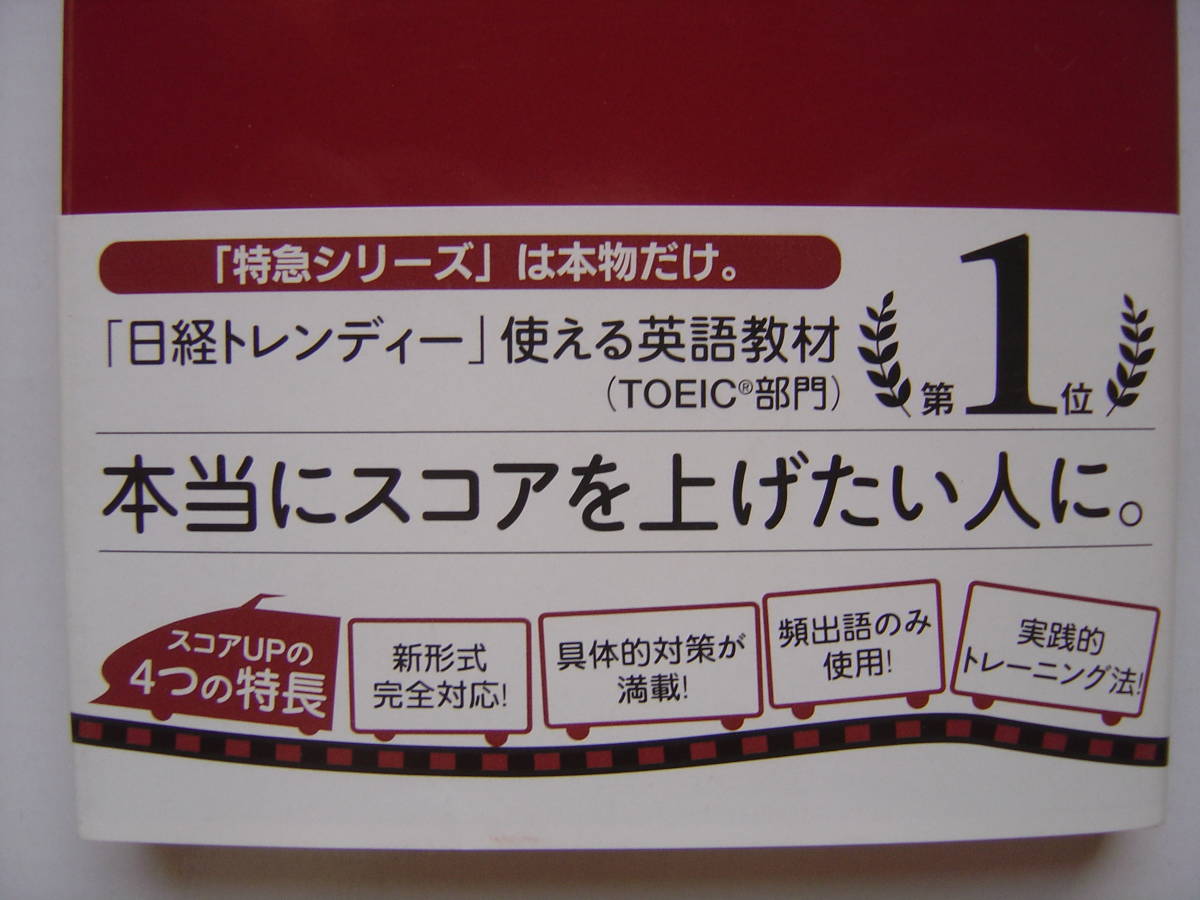 「特急シリーズ」は本物だけ。
「日経トレンディー」使える英語教材
(TOEIC®部門)
第1位
本当にスコアを上げたい人に。
スコアUPの
4つの特長
新形式
完全対応!
具体的対策が
満載!
頻出語のみ
使用!
実践的
トレーニング法!